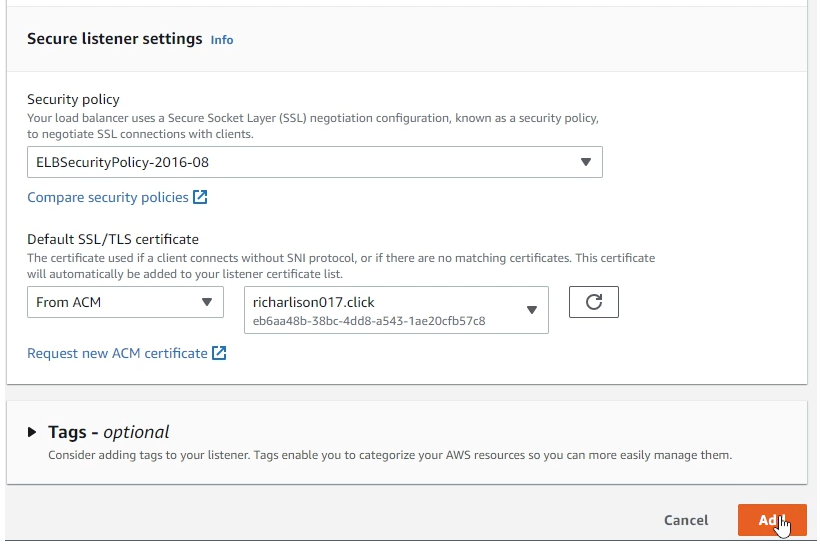 Secure listener settings Info
Security policy
Your load balancer uses a Secure Socket Layer (SSL) negotiation configuration, known as a security policy,
to negotiate SSL connections with clients.
ELBSecurityPolicy-2016-08
Compare security policies
Default SSL/TLS certificate
The certificate used if a client connects without SNI protocol, or if there are no matching certificates. This certificate
will automatically be added to your listener certificate list.
From ACM
richarlison017.click
eb6aa48b-38bc-4dd8-a543-1ae20cfb57c8
Request new ACM certificate
Tags - optional
Consider adding tags to your listener. Tags enable you to categorize your AWS resources so you can more easily manage them.
Cancel Add